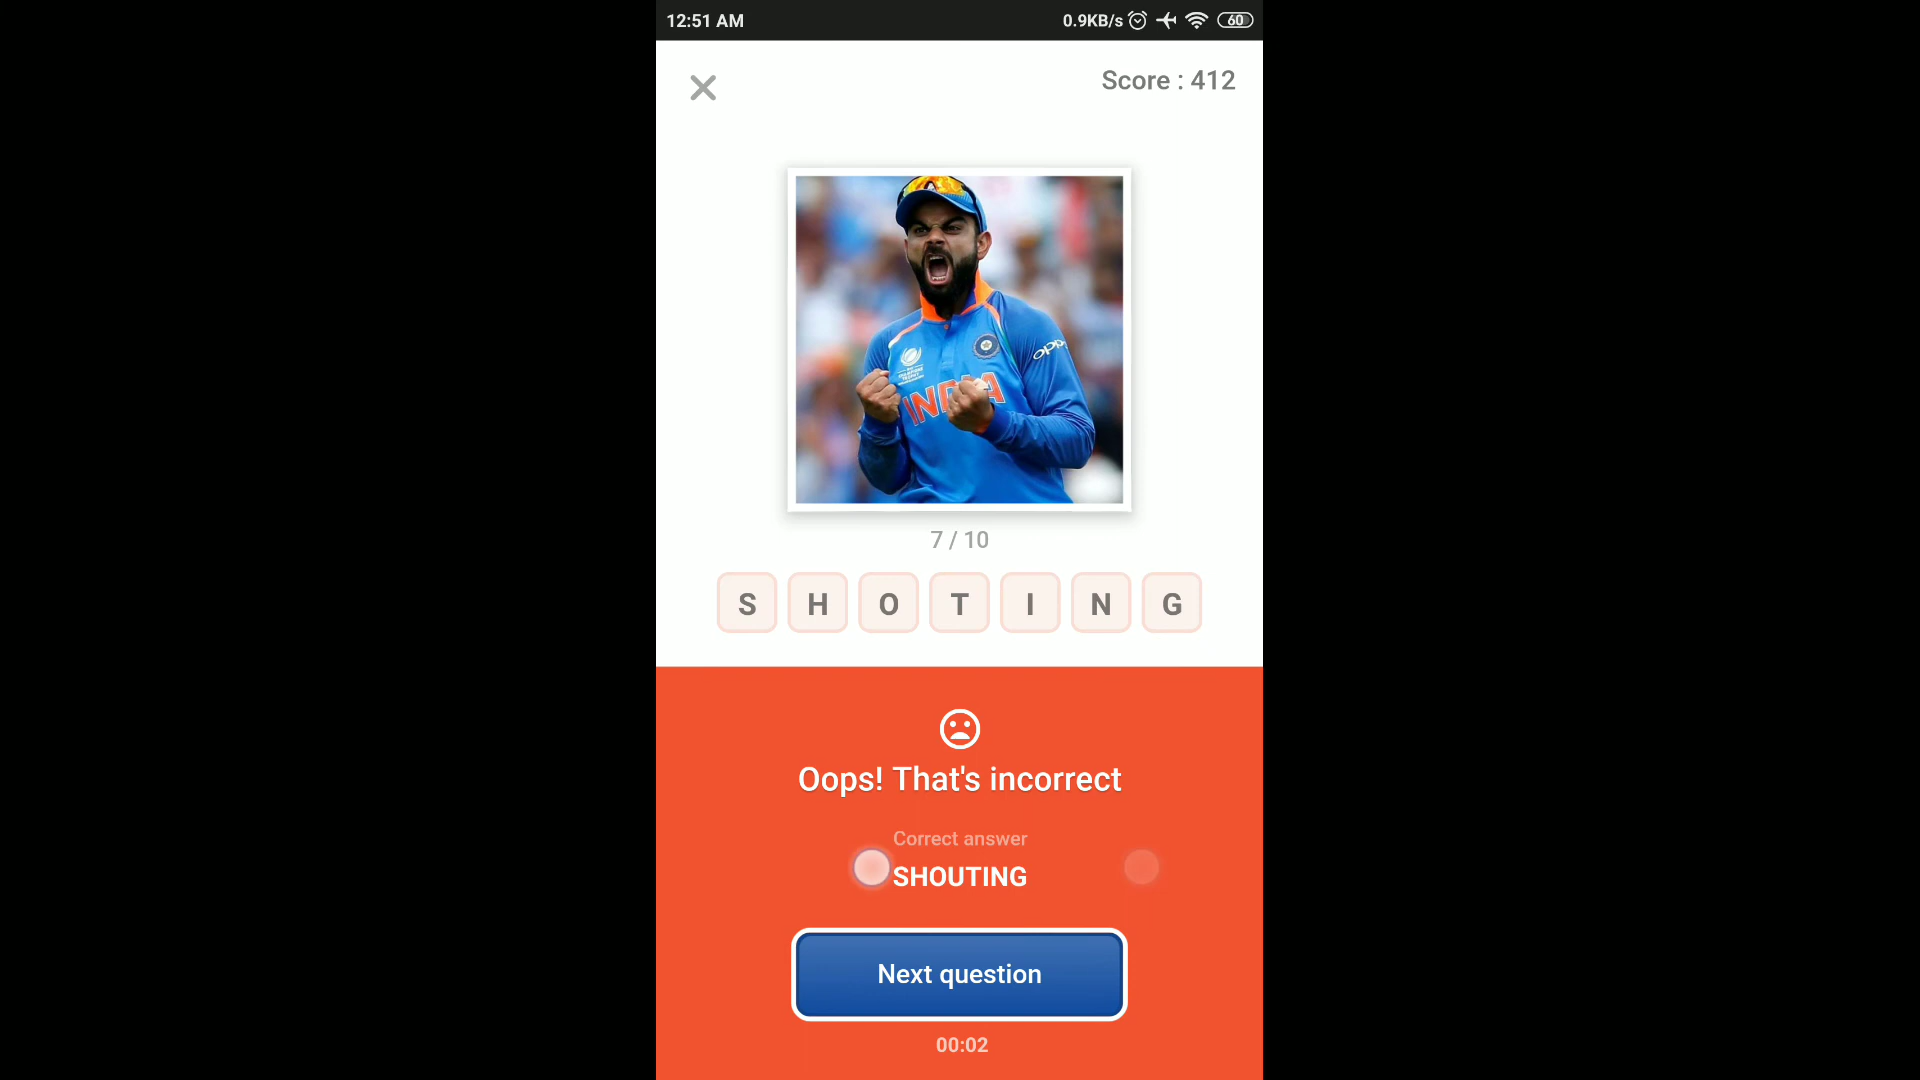 12:51 AM 0.9KB/s 60
Score : 412
oppo
INDIA
7 / 10
S H O T I N G
Oops! That's incorrect
Correct answer
SHOUTING
Next question
00:02